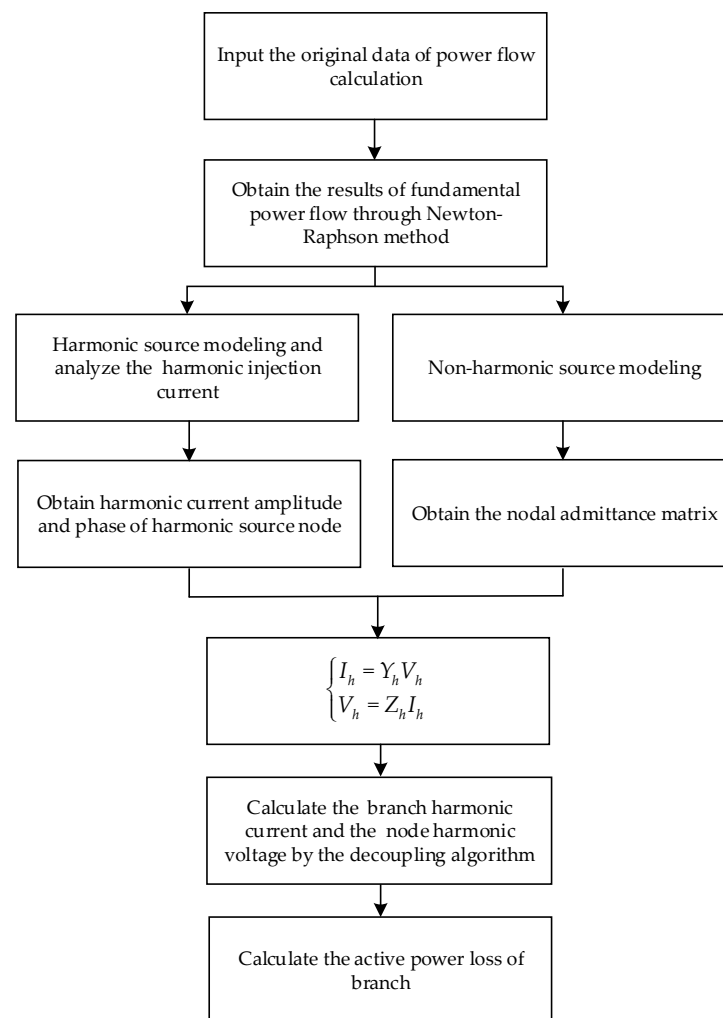 Input the original data of power flow
calculation
Obtain the results of fundamental
power flow through Newton-
Raphson method
Harmonic source modeling and
analyze the harmonic injection
current
Non-harmonic source modeling
Obtain harmonic current amplitude
and phase of harmonic source node
Obtain the nodal admittance matrix
I_h = Y_h V_h
V_h = Z_h I_h
Calculate the branch harmonic
current and the node harmonic
voltage by the decoupling algorithm
Calculate the active power loss of
branch